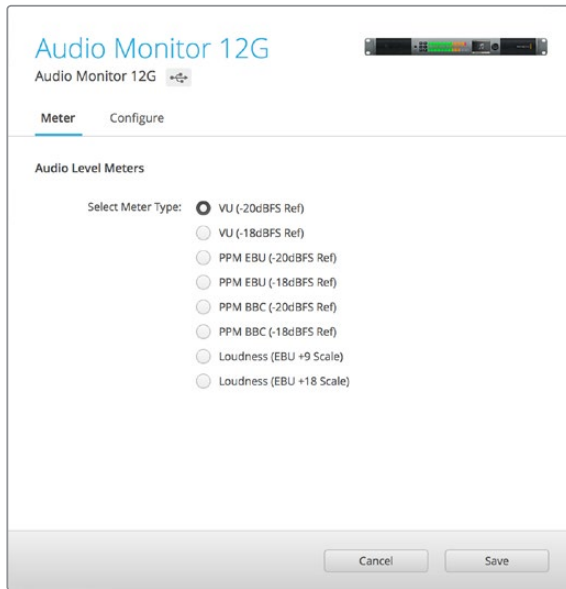 Audio Monitor 12G
Audio Monitor 12G
Meter Configure
Audio Level Meters
Select Meter Type: VU (-20dBFS Ref)
VU (-18dBFS Ref)
PPM EBU (-20dBFS Ref)
PPM EBU (-18dBFS Ref)
PPM BBC (-20dBFS Ref)
PPM BBC (-18dBFS Ref)
Loudness (EBU +9 Scale)
Loudness (EBU +18 Scale)
Cancel Save